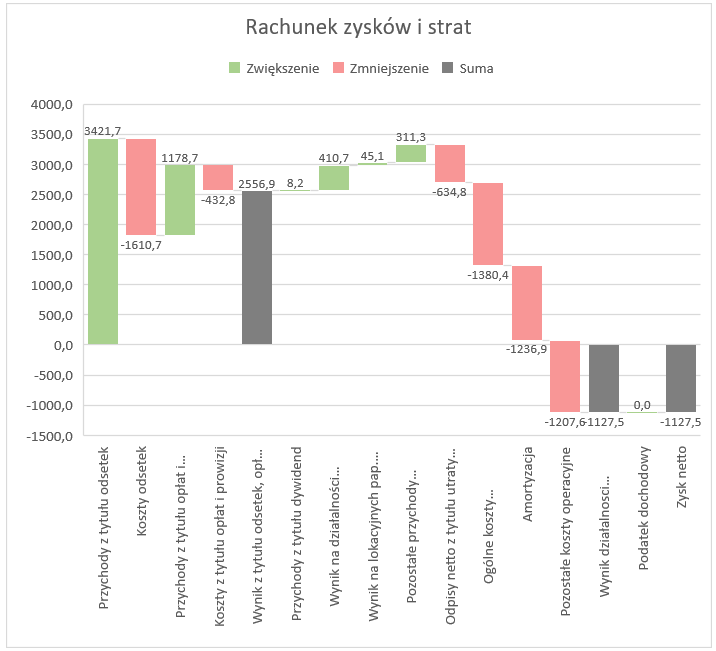 Rachunek zysków i strat
Zwiększenie Zmniejszenie Suma
4000,0
3500,0
3000,0
2500,0
2000,0
1500,0
1000,0
500,0
0,0
-500,0
-1000,0
-1500,0
3421,7
-1610,7
1178,7
-432,8
2556,9
8,2
410,7
45,1
311,3
-634,8
-1380,4
-1236,9
-1207,6
-1127,5
0,0
-1127,5
Przychody z tytułu odsetek
Koszty odsetek
Przychody z tytułu opłat i...
Koszty z tytułu opłat i prowizji
Wynik z tytułu odsetek, opł...
Przychody z tytułu dywidend
Wynik na działalności...
Wynik na lokacyjnych pap....
Pozostałe przychody...
Odpisy netto z tytułu utraty...
Ogólne koszty...
Amortyzacja
Pozostałe koszty operacyjne
Wynik działalnosci...
Podatek dochodowy
Zysk netto